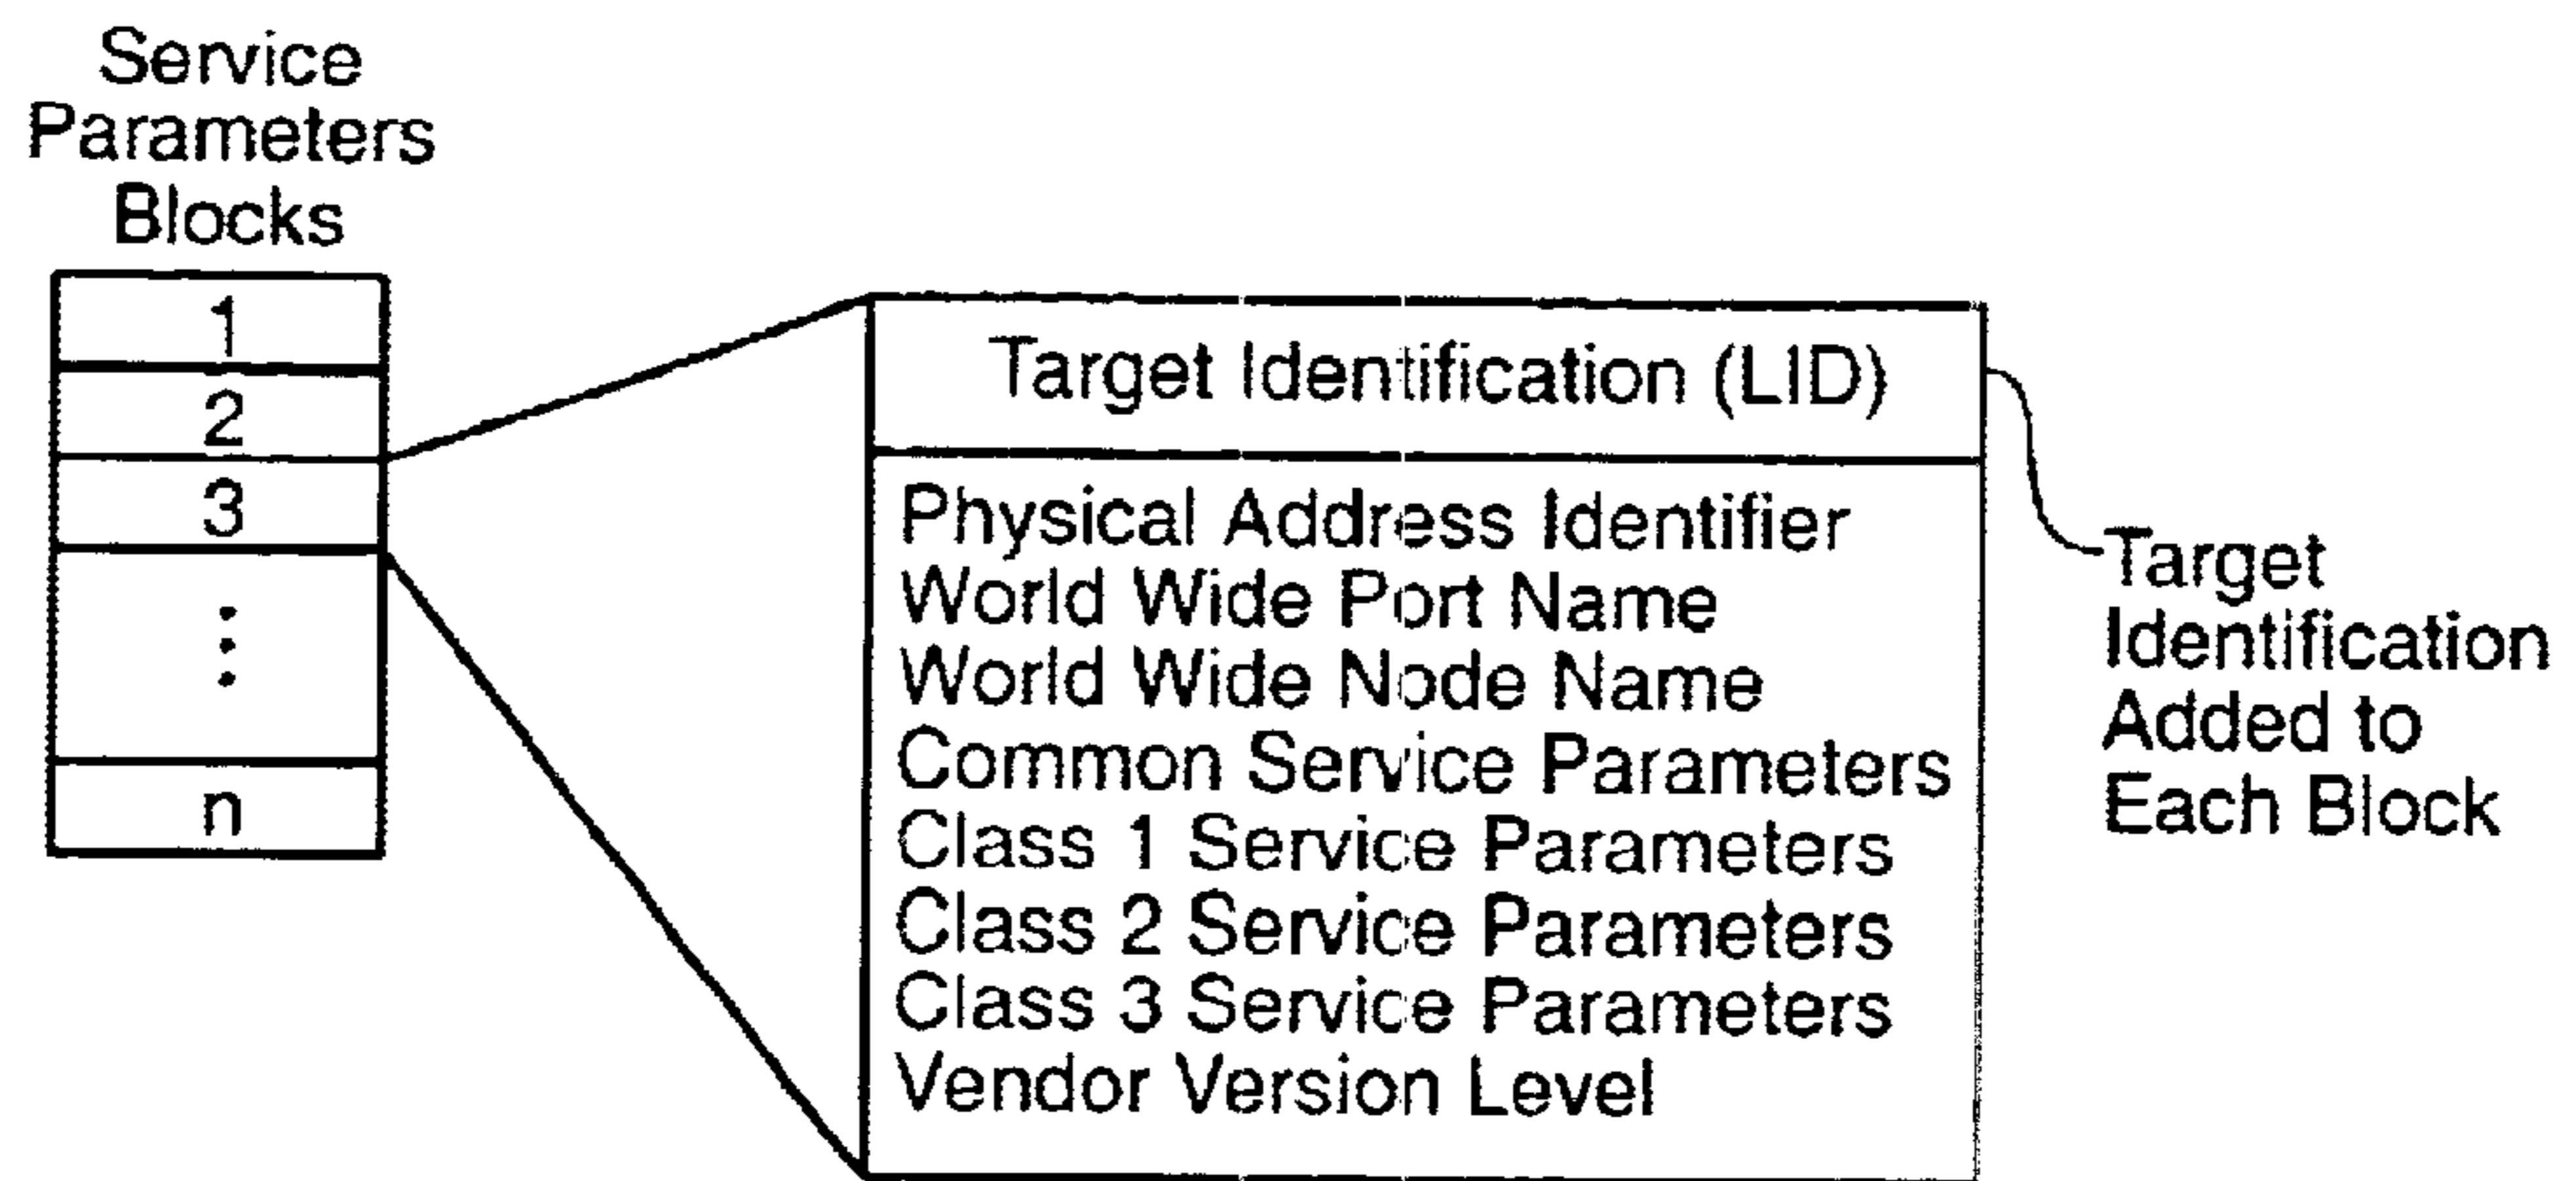 Service
Parameters
Blocks
1
2
3
n
Target Identification (LID)
Physical Address Identifier
World Wide Port Name
World Wide Node Name
Common Service Parameters
Class 1 Service Parameters
Class 2 Service Parameters
Class 3 Service Parameters
Vendor Version Level
Target
Identification
Added to
Each Block